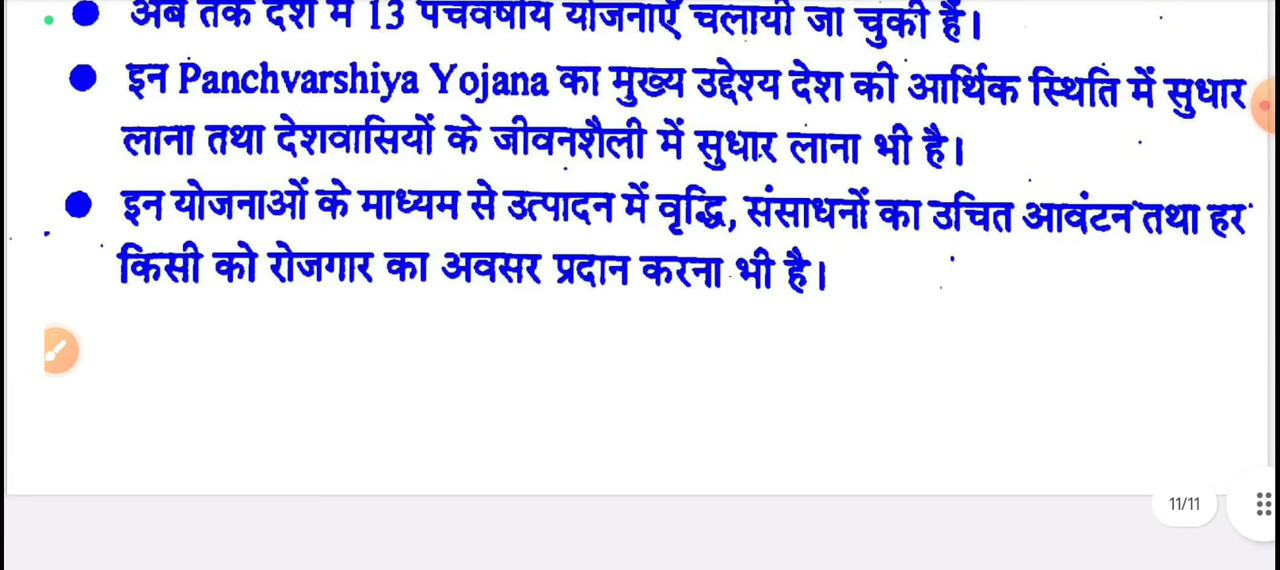 अब तक देश में 13 पंचवर्षीय योजनाएँ चलायी जा चुकी हैं।
इन Panchvarshiya Yojana का मुख्य उद्देश्य देश की आर्थिक स्थिति में सुधार
लाना तथा देशवासियों के जीवनशैली में सुधार लाना भी है।
इन योजनाओं के माध्यम से उत्पादन में वृद्धि, संसाधनों का उचित आवंटन तथा हर
किसी को रोजगार का अवसर प्रदान करना भी है।
11/11